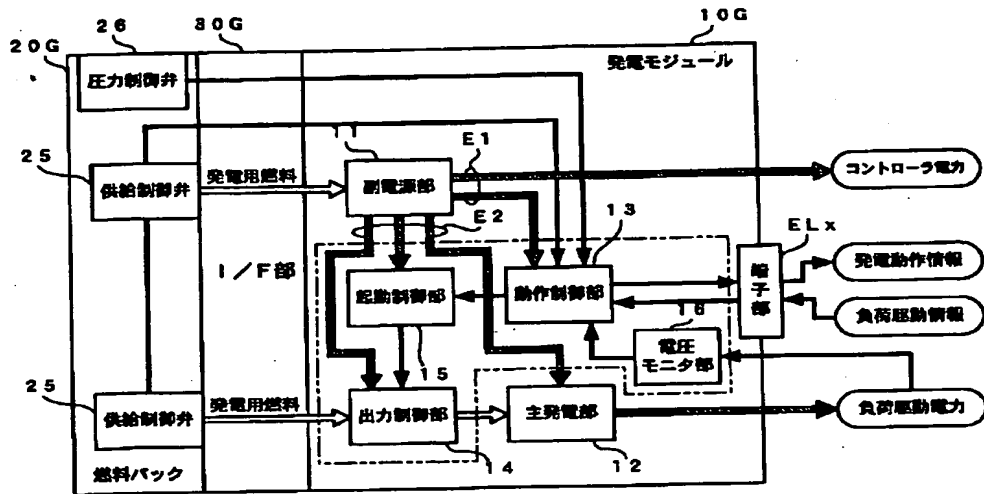 20G
26
30G
10G
圧力制御弁
発電モジュール
11
E1
25
供給制御弁
発電用燃料
副電源部
コントローラ電力
E2
13
ELx
I/F部
起動制御部
動作制御部
端子部
発電動作情報
負荷駆動情報
16
電圧
モニタ部
15
25
供給制御弁
発電用燃料
出力制御部
主発電部
負荷駆動電力
燃料パック
14
12